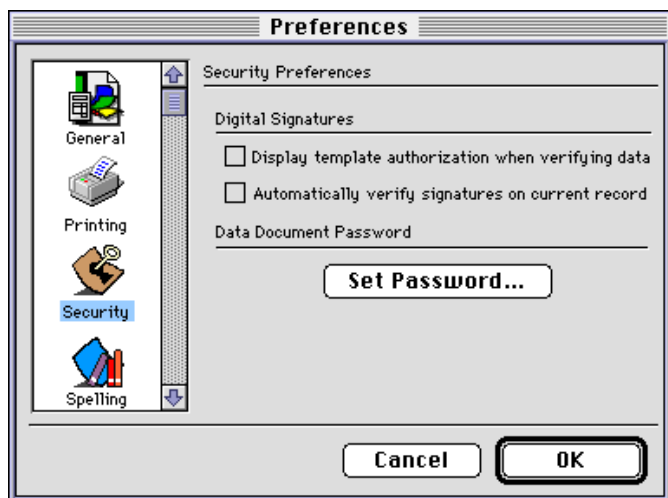 Preferences
General
Printing
Security
Spelling
Security Preferences
Digital Signatures
Display template authorization when verifying data
Automatically verify signatures on current record
Data Document Password
Set Password...
Cancel
OK